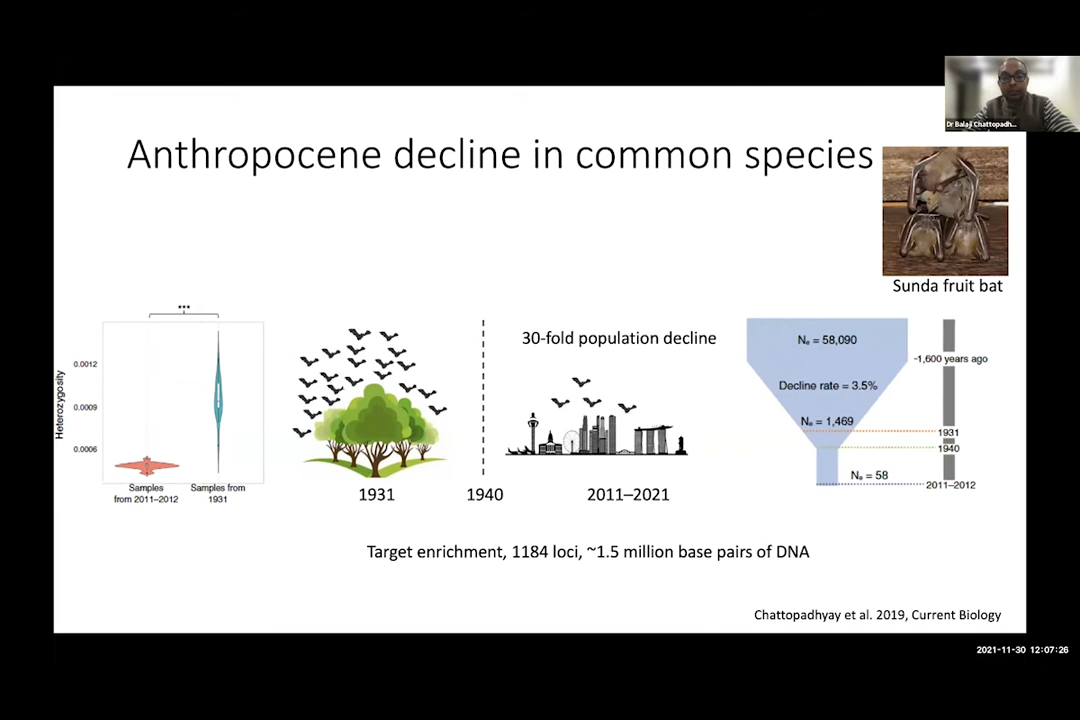 Dr Balaji Chattopadh...
Anthropocene decline in common species
Sunda fruit bat
***
Heterozygosity
0.0012
0.0009
0.0006
Samples
from 2011–2012
Samples from
1931
30-fold population decline
1931
1940
2011–2021
Nₑ = 58,090
~1,600 years ago
Decline rate = 3.5%
Nₑ = 1,469
1931
1940
Nₑ = 58
2011–2012
Target enrichment, 1184 loci, ~1.5 million base pairs of DNA
Chattopadhyay et al. 2019, Current Biology
2021-11-30 12:07:26